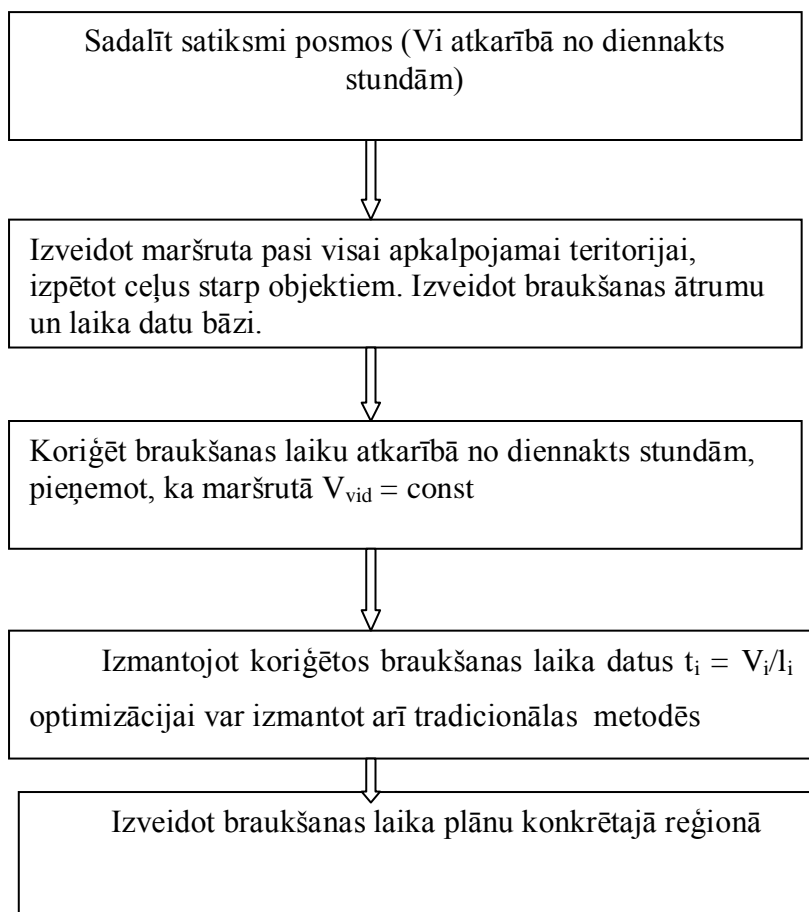 Sadalīt satiksmi posmos (Vi atkarībā no diennakts
stundām)
Izveidot maršruta pasi visai apkalpojamai teritorijai,
izpētot ceļus starp objektiem. Izveidot braukšanas ātrumu
un laika datu bāzi.
Koriģēt braukšanas laiku atkarībā no diennakts stundām,
pieņemot, ka maršrutā Vvid = const
Izmantojot koriģētos braukšanas laika datus ti = Vi/li
optimizācijai var izmantot arī tradicionālas metodēs
Izveidot braukšanas laika plānu konkrētajā reģionā